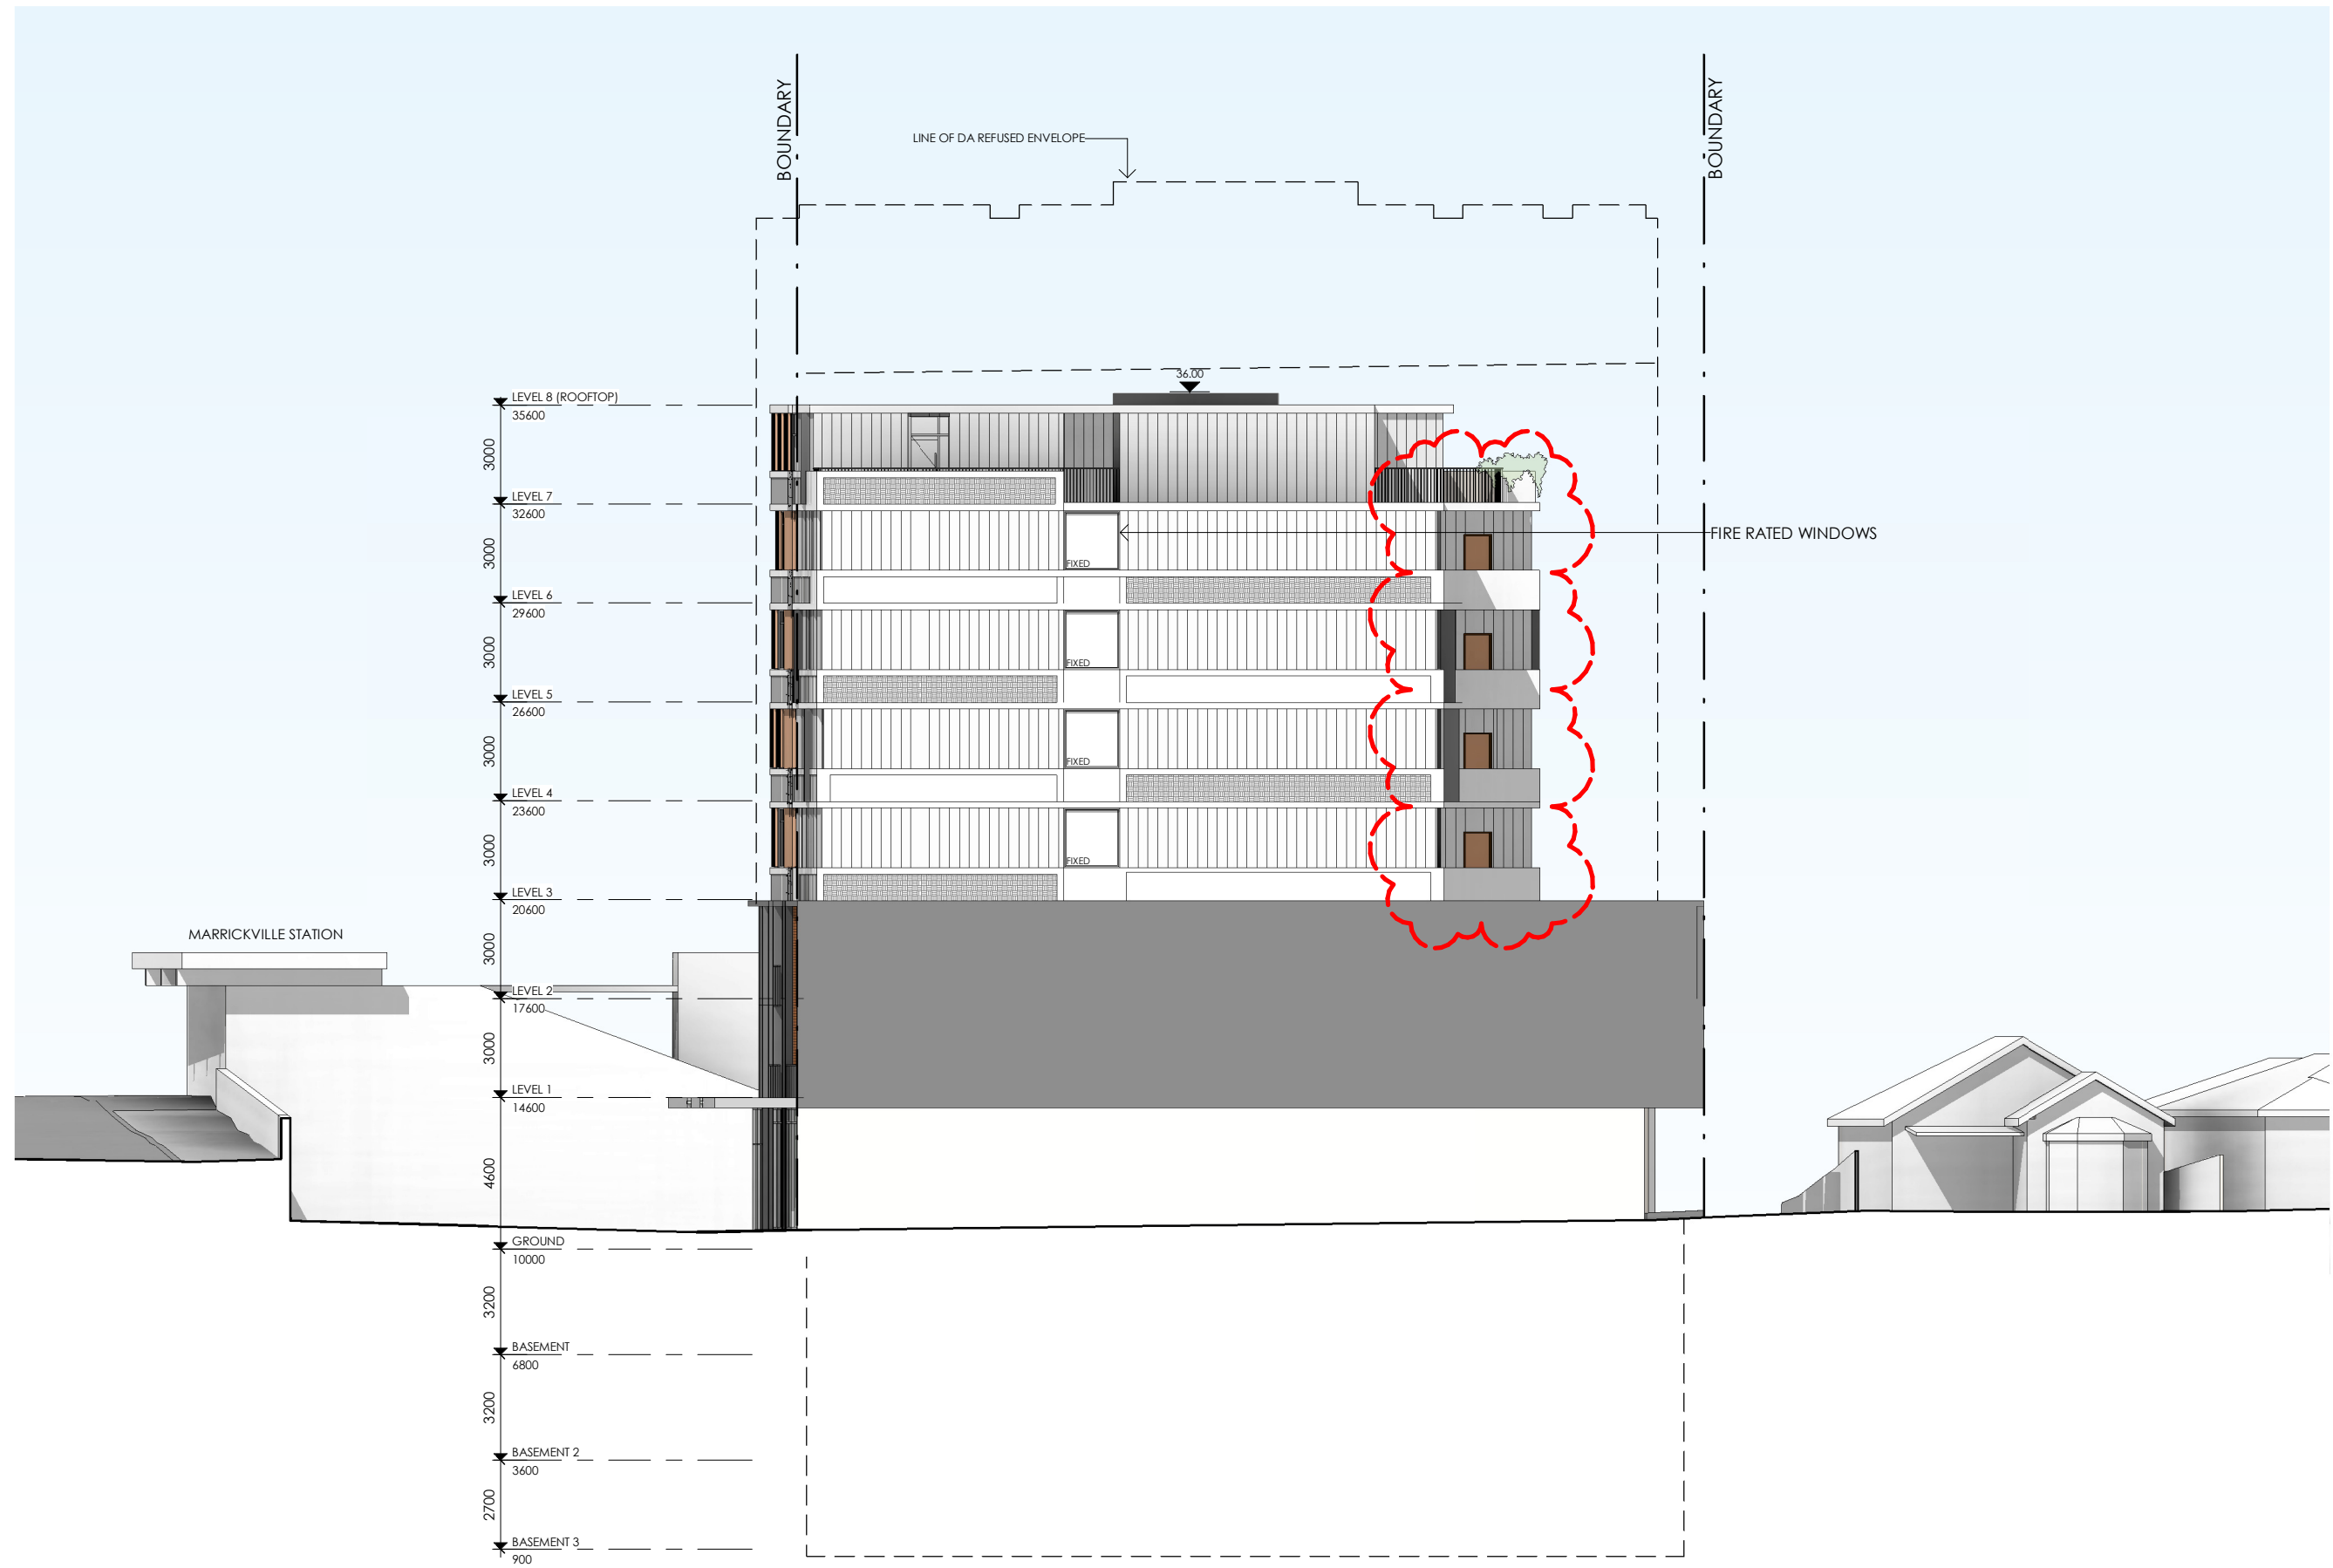 BOUNDARY
BOUNDARY
LINE OF DA REFUSED ENVELOPE
36.00
LEVEL 8 (ROOFTOP)
35600
3000
LEVEL 7
32600
FIRE RATED WINDOWS
3000
FIXED
LEVEL 6
29600
3000
FIXED
LEVEL 5
26600
3000
FIXED
LEVEL 4
23600
3000
FIXED
LEVEL 3
20600
MARRICKVILLE STATION
3000
LEVEL 2
17600
3000
LEVEL 1
14600
4600
GROUND
10000
3200
BASEMENT
6800
3200
BASEMENT 2
3600
2700
BASEMENT 3
900